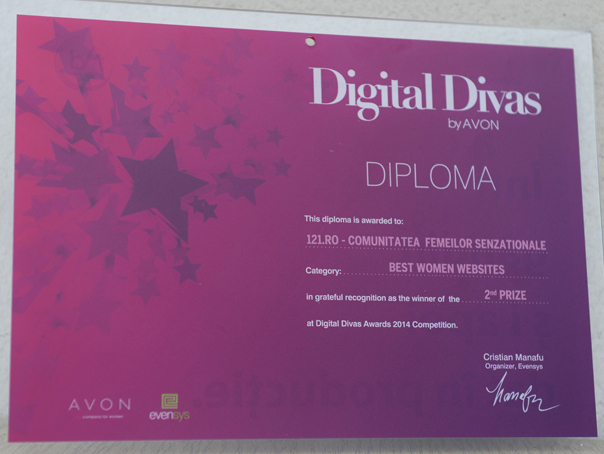 Digital Divas
by AVON
DIPLOMA
This diploma is awarded to:
121.RO - COMUNITATEA FEMEILOR SENZATIONALE
Category: BEST WOMEN WEBSITES
in grateful recognition as the winner of the 2nd PRIZE
at Digital Divas Awards 2014 Competition.
Cristian Manafu
Organizer, Evensys
AVON
evensys